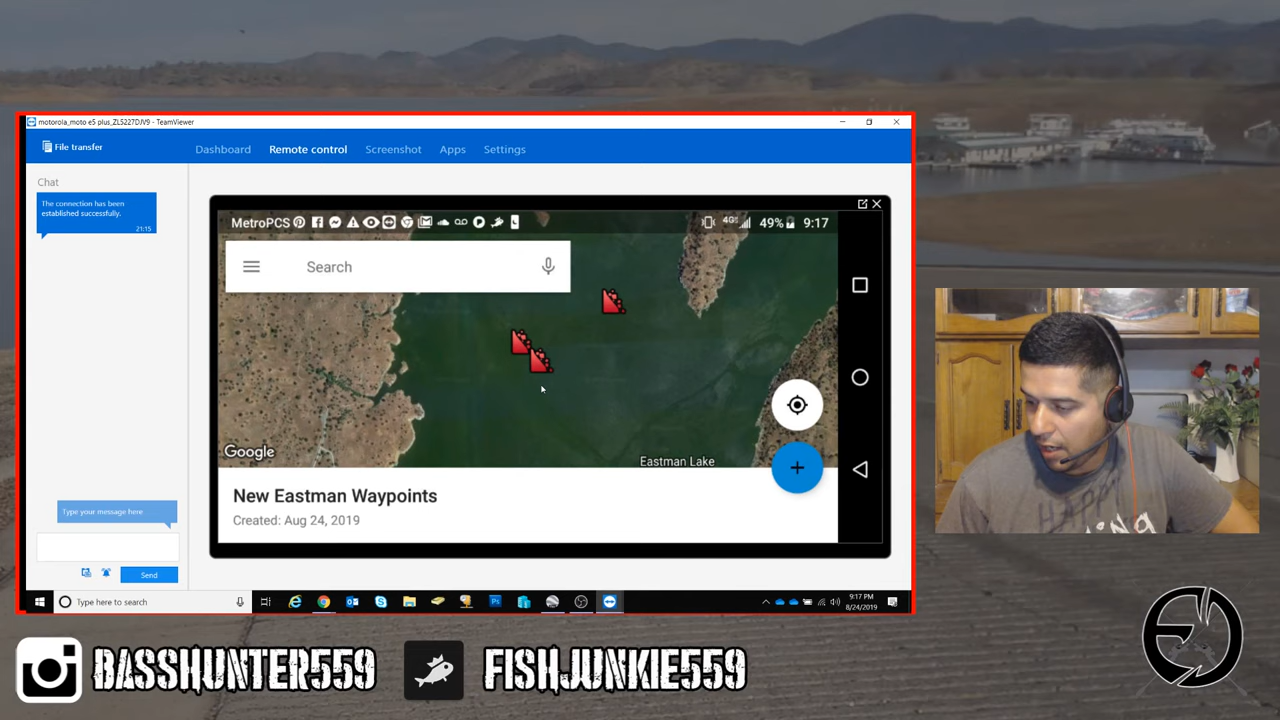 motorola_moto e5 plus_ZL5227DJV9 - TeamViewer
File transfer
Dashboard
Remote control
Screenshot
Apps
Settings
Chat
The connection has been
established successfully.
21:15
MetroPCS
4G
49%
9:17
Search
Google
Eastman Lake
New Eastman Waypoints
Created: Aug 24, 2019
Type your message here
Send
Type here to search
9:17 PM
8/24/2019
BASSHUNTER559
FISHJUNKIE559